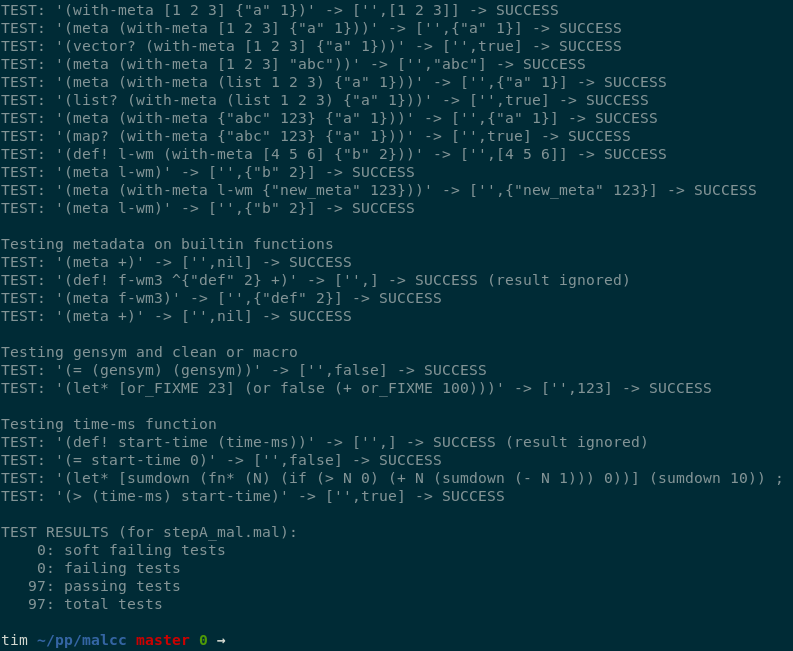 TEST: '(with-meta [1 2 3] {"a" 1})' -> ['',[1 2 3]] -> SUCCESS
TEST: '(meta (with-meta [1 2 3] {"a" 1}))' -> ['',{"a" 1}] -> SUCCESS
TEST: '(vector? (with-meta [1 2 3] {"a" 1}))' -> ['',true] -> SUCCESS
TEST: '(meta (with-meta [1 2 3] "abc"))' -> ['',"abc"] -> SUCCESS
TEST: '(meta (with-meta (list 1 2 3) {"a" 1}))' -> ['',{"a" 1}] -> SUCCESS
TEST: '(list? (with-meta (list 1 2 3) {"a" 1}))' -> ['',true] -> SUCCESS
TEST: '(meta (with-meta {"abc" 123} {"a" 1}))' -> ['',{"a" 1}] -> SUCCESS
TEST: '(map? (with-meta {"abc" 123} {"a" 1}))' -> ['',true] -> SUCCESS
TEST: '(def! l-wm (with-meta [4 5 6] {"b" 2}))' -> ['',[4 5 6]] -> SUCCESS
TEST: '(meta l-wm)' -> ['',{"b" 2}] -> SUCCESS
TEST: '(meta (with-meta l-wm {"new_meta" 123}))' -> ['',{"new_meta" 123}] -> SUCCESS
TEST: '(meta l-wm)' -> ['',{"b" 2}] -> SUCCESS

Testing metadata on builtin functions
TEST: '(meta +)' -> ['',nil] -> SUCCESS
TEST: '(def! f-wm3 ^{"def" 2} +)' -> ['',] -> SUCCESS (result ignored)
TEST: '(meta f-wm3)' -> ['',{"def" 2}] -> SUCCESS
TEST: '(meta +)' -> ['',nil] -> SUCCESS

Testing gensym and clean or macro
TEST: '(= (gensym) (gensym))' -> ['',false] -> SUCCESS
TEST: '(let* [or_FIXME 23] (or false (+ or_FIXME 100)))' -> ['',123] -> SUCCESS

Testing time-ms function
TEST: '(def! start-time (time-ms))' -> ['',] -> SUCCESS (result ignored)
TEST: '(= start-time 0)' -> ['',false] -> SUCCESS
TEST: '(let* [sumdown (fn* (N) (if (> N 0) (+ N (sumdown (- N 1))) 0))] (sumdown 10)) ;
TEST: '(> (time-ms) start-time)' -> ['',true] -> SUCCESS

TEST RESULTS (for stepA_mal.mal):
    0: soft failing tests
    0: failing tests
   97: passing tests
   97: total tests

tim ~/pp/malcc master 0 →